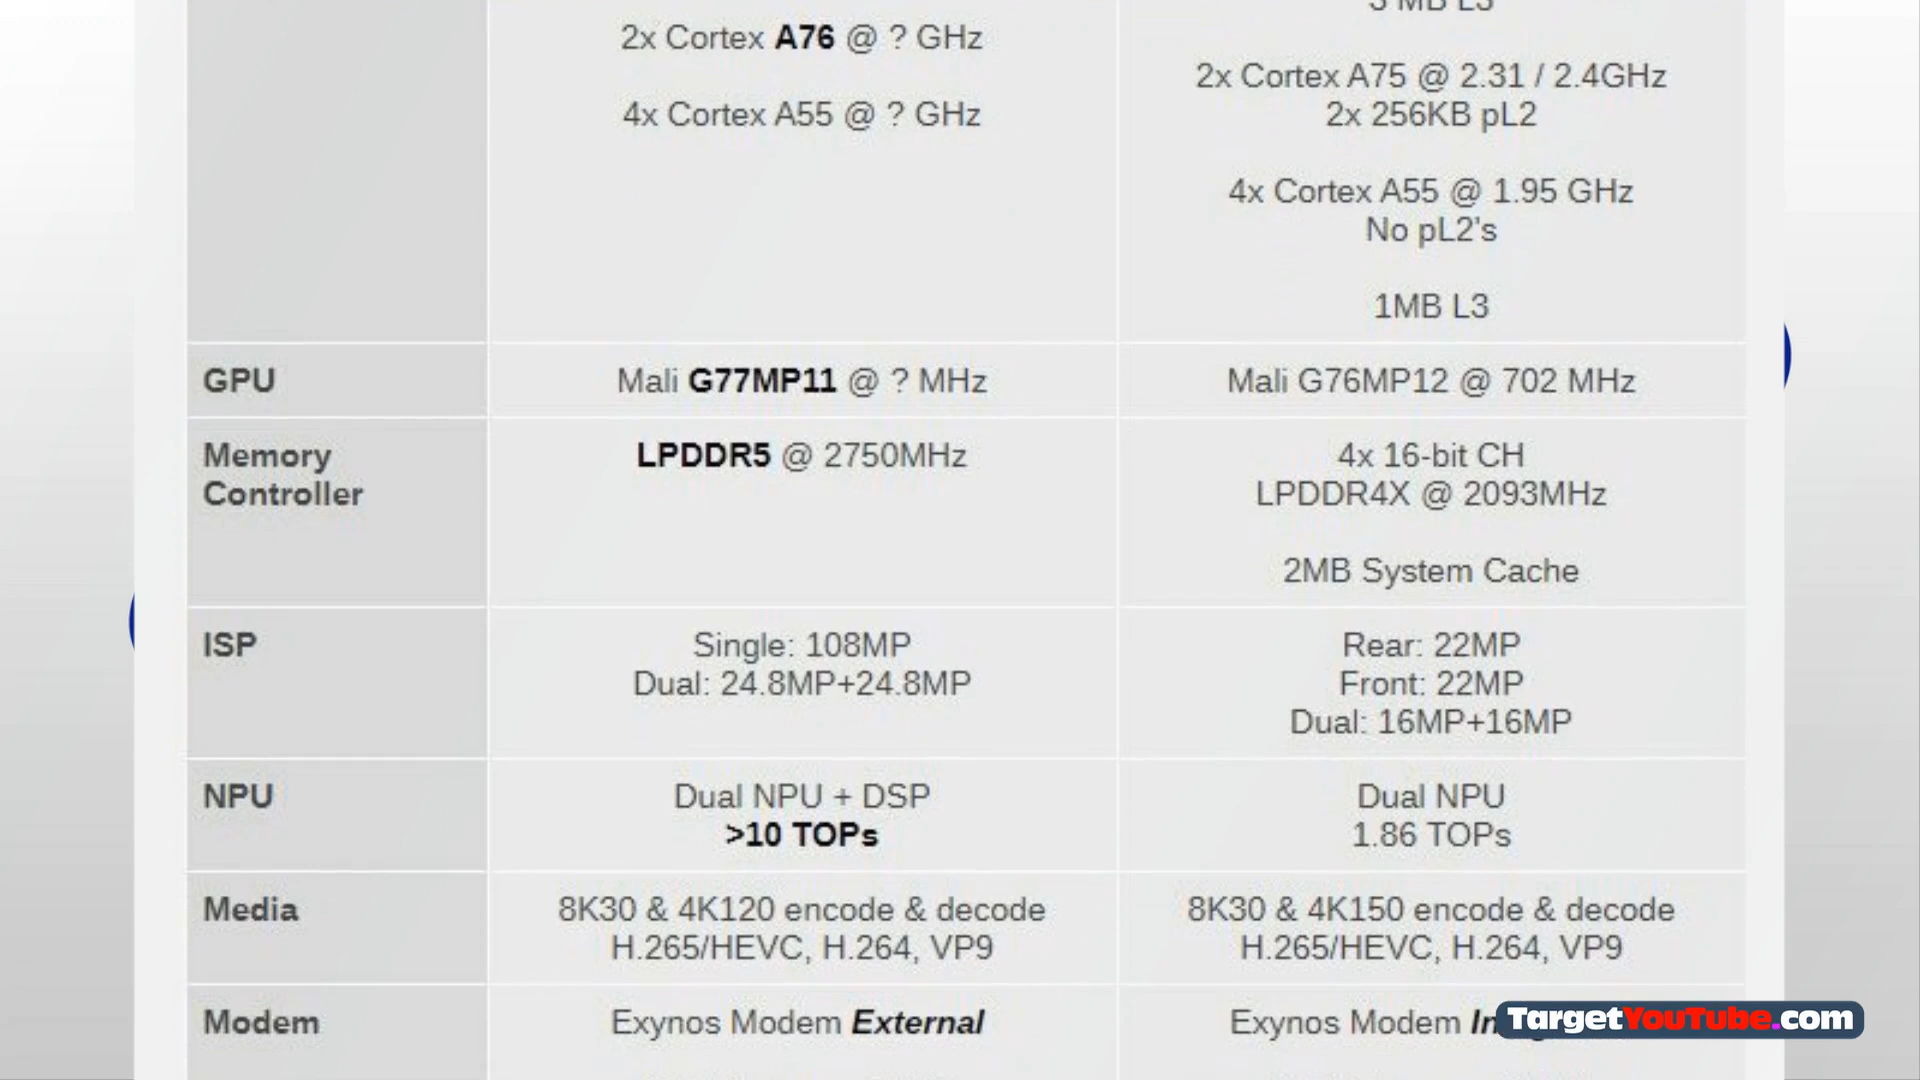 3 MB L3
2x Cortex A76 @ ? GHz
4x Cortex A55 @ ? GHz
2x Cortex A75 @ 2.31 / 2.4GHz
2x 256KB pL2
4x Cortex A55 @ 1.95 GHz
No pL2's
1MB L3
GPU
Mali G77MP11 @ ? MHz
Mali G76MP12 @ 702 MHz
Memory
Controller
LPDDR5 @ 2750MHz
4x 16-bit CH
LPDDR4X @ 2093MHz
2MB System Cache
ISP
Single: 108MP
Dual: 24.8MP+24.8MP
Rear: 22MP
Front: 22MP
Dual: 16MP+16MP
NPU
Dual NPU + DSP
>10 TOPs
Dual NPU
1.86 TOPs
Media
8K30 & 4K120 encode & decode
H.265/HEVC, H.264, VP9
8K30 & 4K150 encode & decode
H.265/HEVC, H.264, VP9
Modem
Exynos Modem External
Exynos Modem
TargetYouTube.com